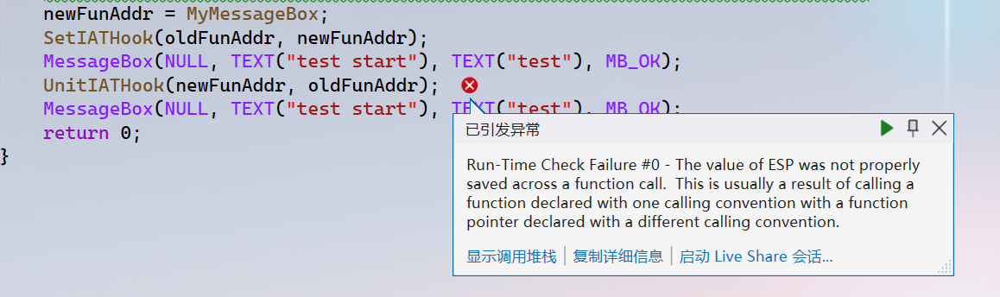 newFunAddr = MyMessageBox;
SetIATHook(oldFunAddr, newFunAddr);
MessageBox(NULL, TEXT("test start"), TEXT("test"), MB_OK);
UnitIATHook(newFunAddr, oldFunAddr);
MessageBox(NULL, TEXT("test start"), TEXT("test"), MB_OK);
return 0;
}
已引发异常
Run-Time Check Failure #0 - The value of ESP was not properly
saved across a function call.  This is usually a result of calling a
function declared with one calling convention with a function
pointer declared with a different calling convention.
显示调用堆栈 | 复制详细信息 | 启动 Live Share 会话...